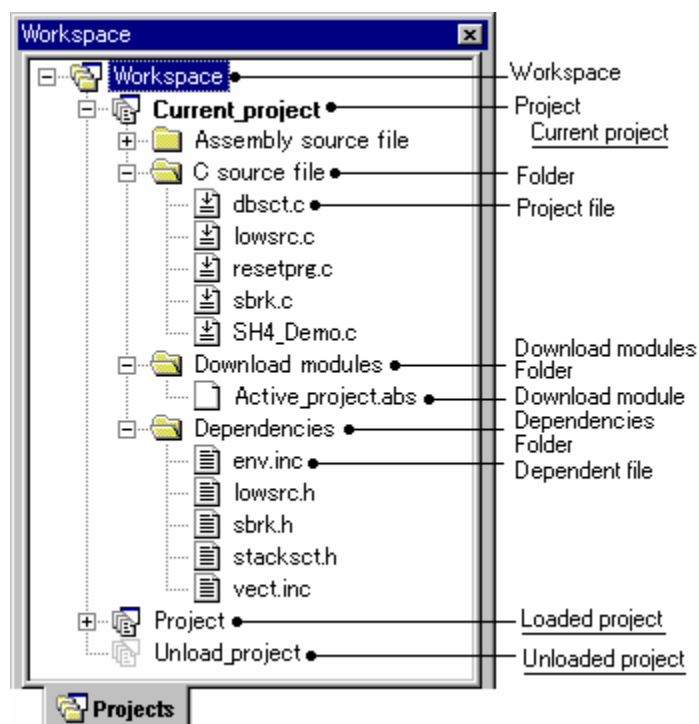 Workspace
Workspace
Workspace
Current_project
Project
Current project
Assembly source file
C source file
Folder
dbsct.c
Project file
lowsrc.c
resetprg.c
sbrk.c
SH4_Demo.c
Download modules
Download modules
Folder
Active_project.abs
Download module
Dependencies
Dependencies
Folder
env.inc
Dependent file
lowsrc.h
sbrk.h
stacksct.h
vect.inc
Project
Loaded project
Unload_project
Unloaded project
Projects